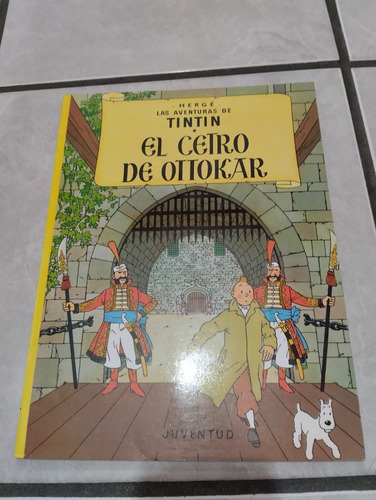 HERGÉ
LAS AVENTURAS DE
TINTIN
EL CETRO
DE OTTOKAR
JUVENTUD